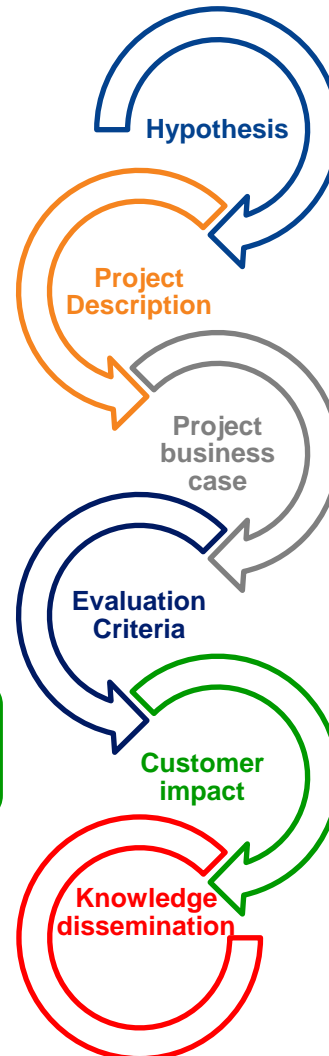 Hypothesis
Project
Description
Project
business
case
Evaluation
Criteria
Customer
impact
Knowledge
dissemination